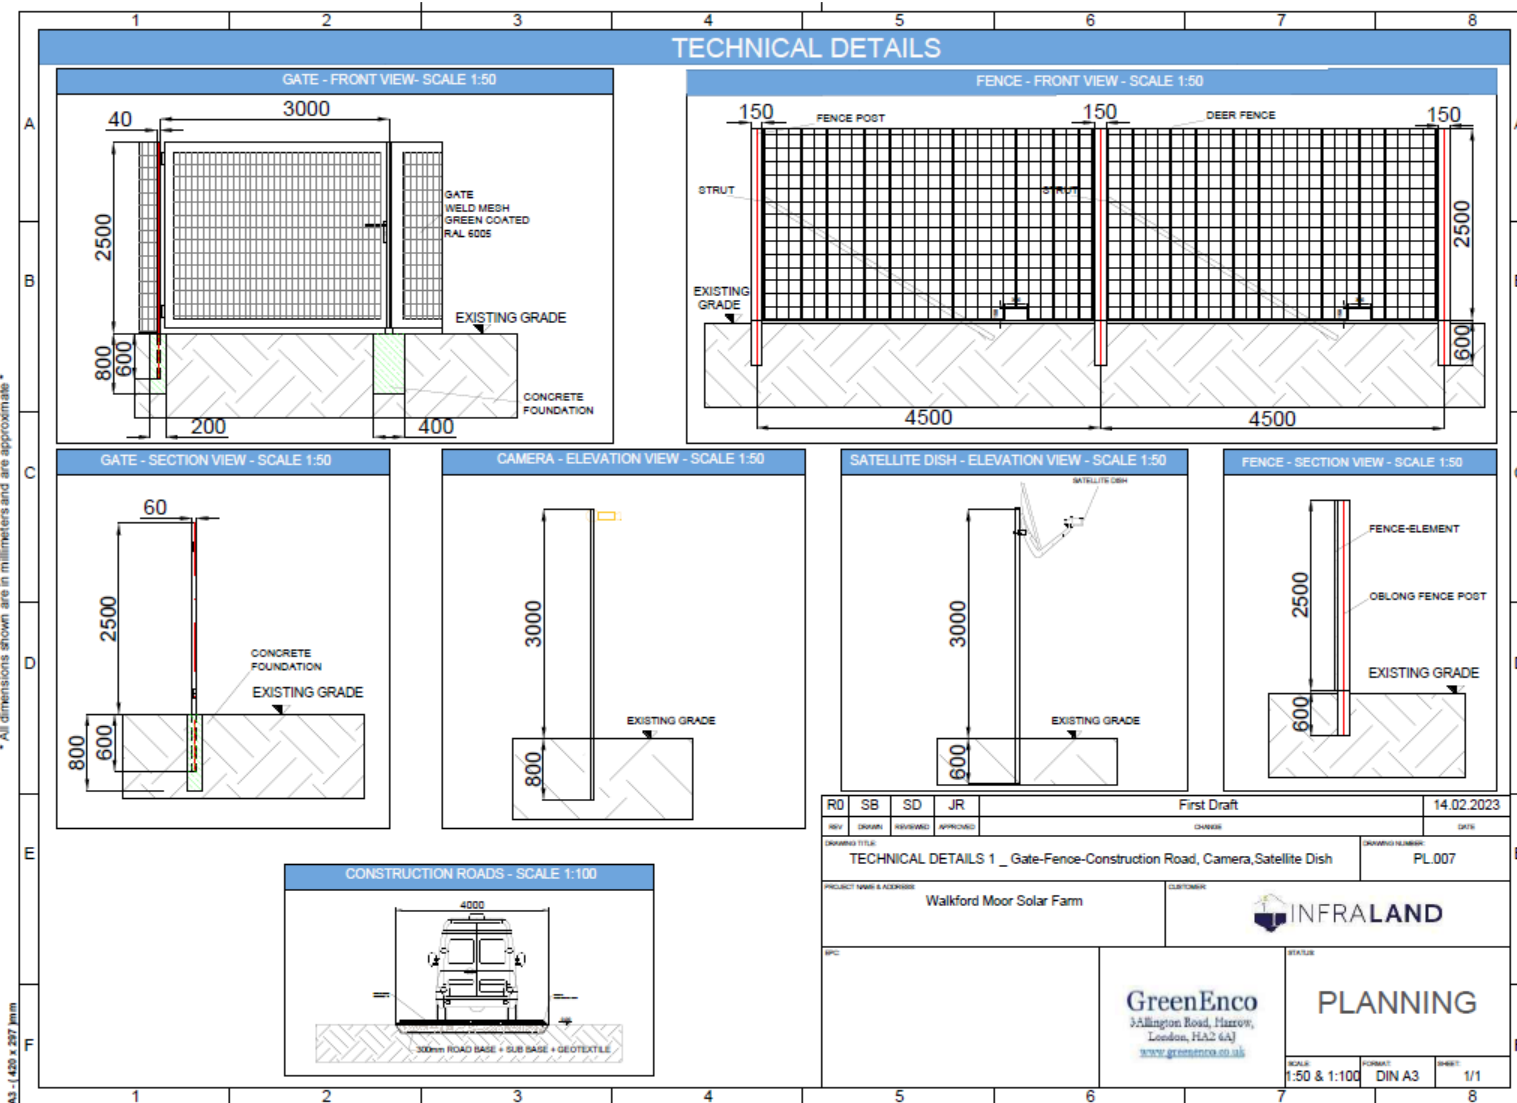 1 2 3 4 5 6 7 8
TECHNICAL DETAILS
GATE - FRONT VIEW- SCALE 1:50
40
3000
2500
GATE
WELD MESH
GREEN COATED
RAL 6005
EXISTING GRADE
800
600
CONCRETE
FOUNDATION
200
400
FENCE - FRONT VIEW - SCALE 1:50
150
150
150
FENCE POST
DEER FENCE
STRUT
STRUT
2500
EXISTING
GRADE
600
4500
4500
GATE - SECTION VIEW - SCALE 1:50
60
2500
CONCRETE
FOUNDATION
EXISTING GRADE
800
600
CAMERA - ELEVATION VIEW - SCALE 1:50
3000
EXISTING GRADE
800
SATELLITE DISH - ELEVATION VIEW - SCALE 1:50
SATELLITE DISH
3000
EXISTING GRADE
600
FENCE - SECTION VIEW - SCALE 1:50
FENCE-ELEMENT
2500
OBLONG FENCE POST
EXISTING GRADE
600
CONSTRUCTION ROADS - SCALE 1:100
4000
300mm ROAD BASE + SUB BASE + GEOTEXTILE
R0 SB SD JR First Draft 14.02.2023
REV DRAWN REVIEWED APPROVED CHANGE DATE
DRAWING TITLE:
TECHNICAL DETAILS 1 _ Gate-Fence-Construction Road, Camera,Satellite Dish
DRAWING NUMBER:
PL.007
PROJECT NAME & ADDRESS:
Walkford Moor Solar Farm
CUSTOMER:
INFRALAND
EPC:
GreenEnco
3 Allington Road, Harrow,
London, HA2 6AJ
www.greenenco.co.uk
STATUS:
PLANNING
SCALE:
1:50 & 1:100
FORMAT:
DIN A3
SHEET:
1/1
A
B
C
D
E
F
* All dimensions shown are in millimeters and are approximate *
A3 - ( 420 x 297 )mm
1 2 3 4 5 6 7 8